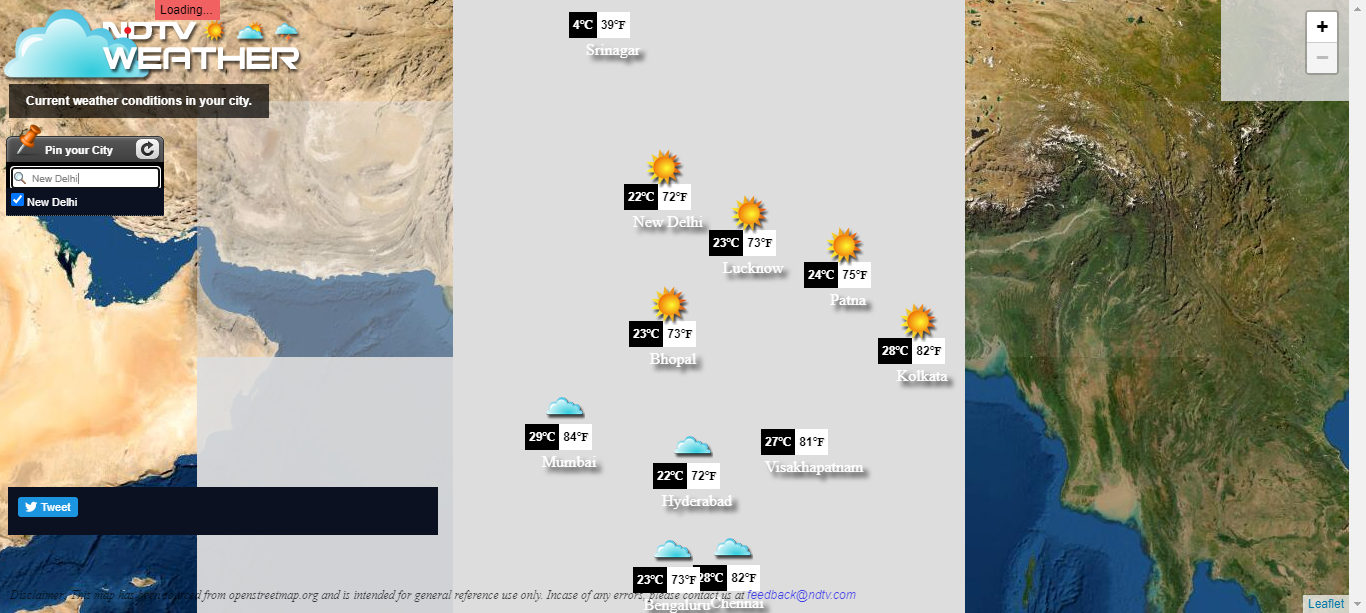 Loading...
NDTV
WEATHER
Current weather conditions in your city.
Pin your City
New Delhi
New Delhi
4°C 39°F
Srinagar
22°C 72°F
New Delhi
23°C 73°F
Lucknow
24°C 75°F
Patna
23°C 73°F
Bhopal
28°C 82°F
Kolkata
29°C 84°F
Mumbai
27°C 81°F
Visakhapatnam
22°C 72°F
Hyderabad
23°C 73°F
Bengaluru
28°C 82°F
Chennai
+
−
Tweet
Disclaimer: This map has been sourced from openstreetmap.org and is intended for general reference use only. Incase of any errors, please contact us at feedback@ndtv.com
Leaflet